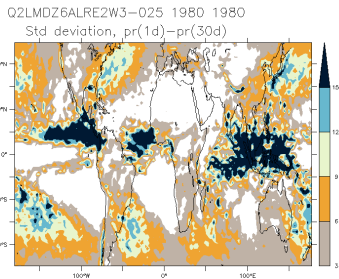 Q2LMDZ6ALRE2W3-025 1980 1980
Std deviation, pr(1d)-pr(30d)
°N
°N
0°
°S
°S
100°W 0° 100°E
15
12
9
6
3